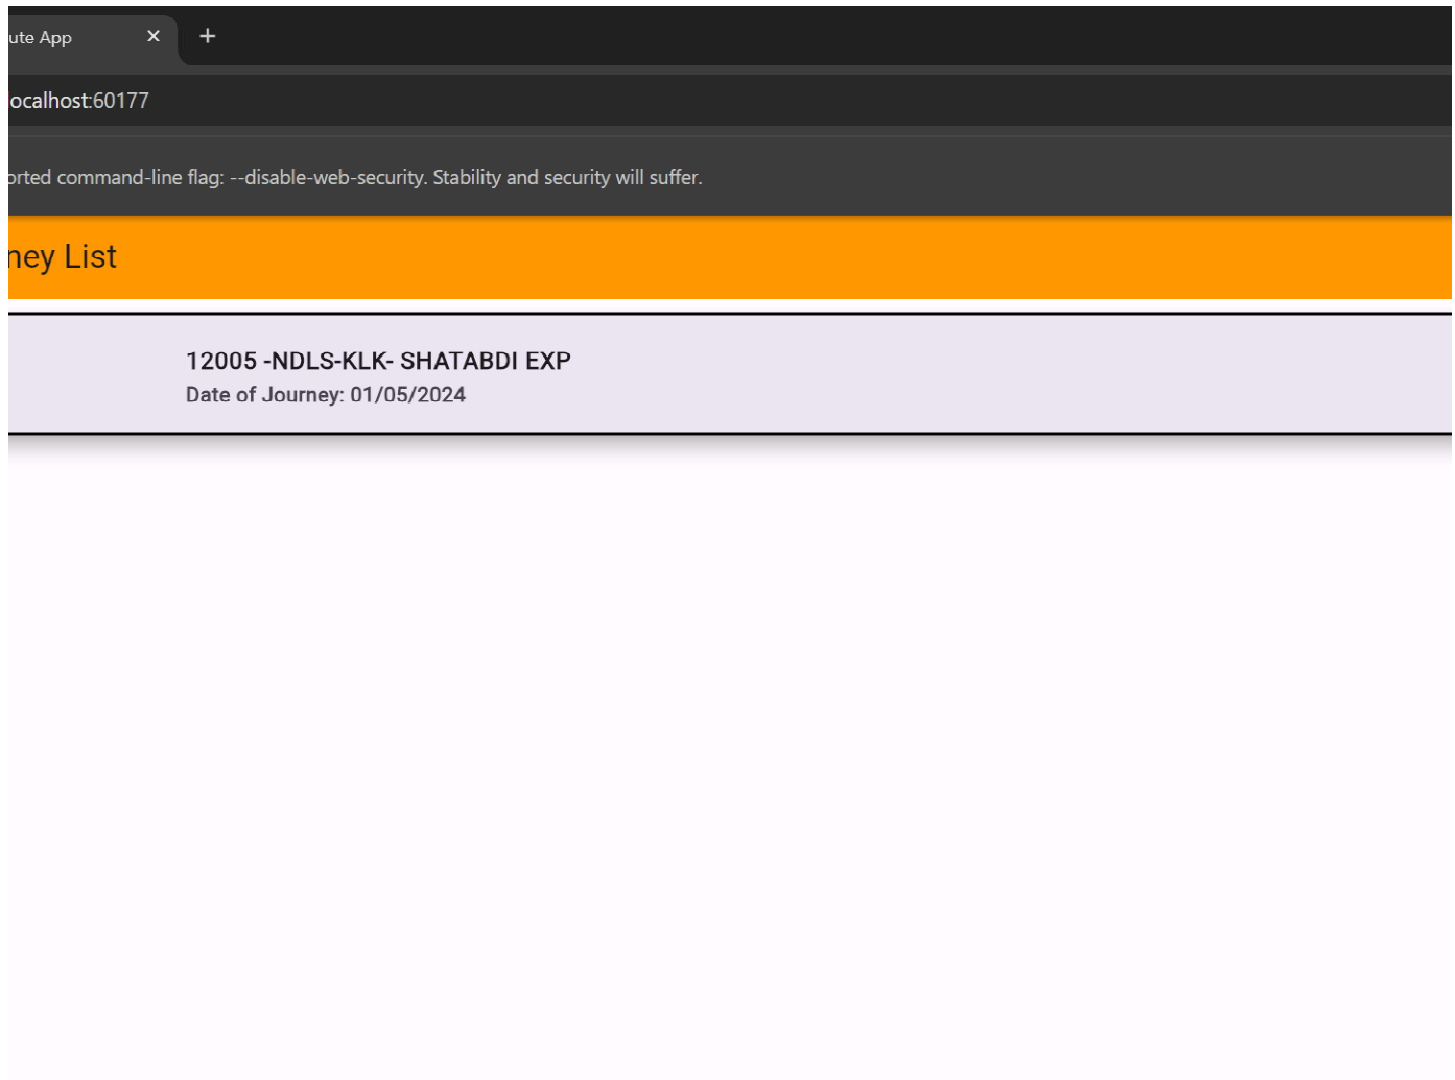 ute App
localhost:60177
orted command-line flag: --disable-web-security. Stability and security will suffer.
ney List
12005 -NDLS-KLK- SHATABDI EXP
Date of Journey: 01/05/2024